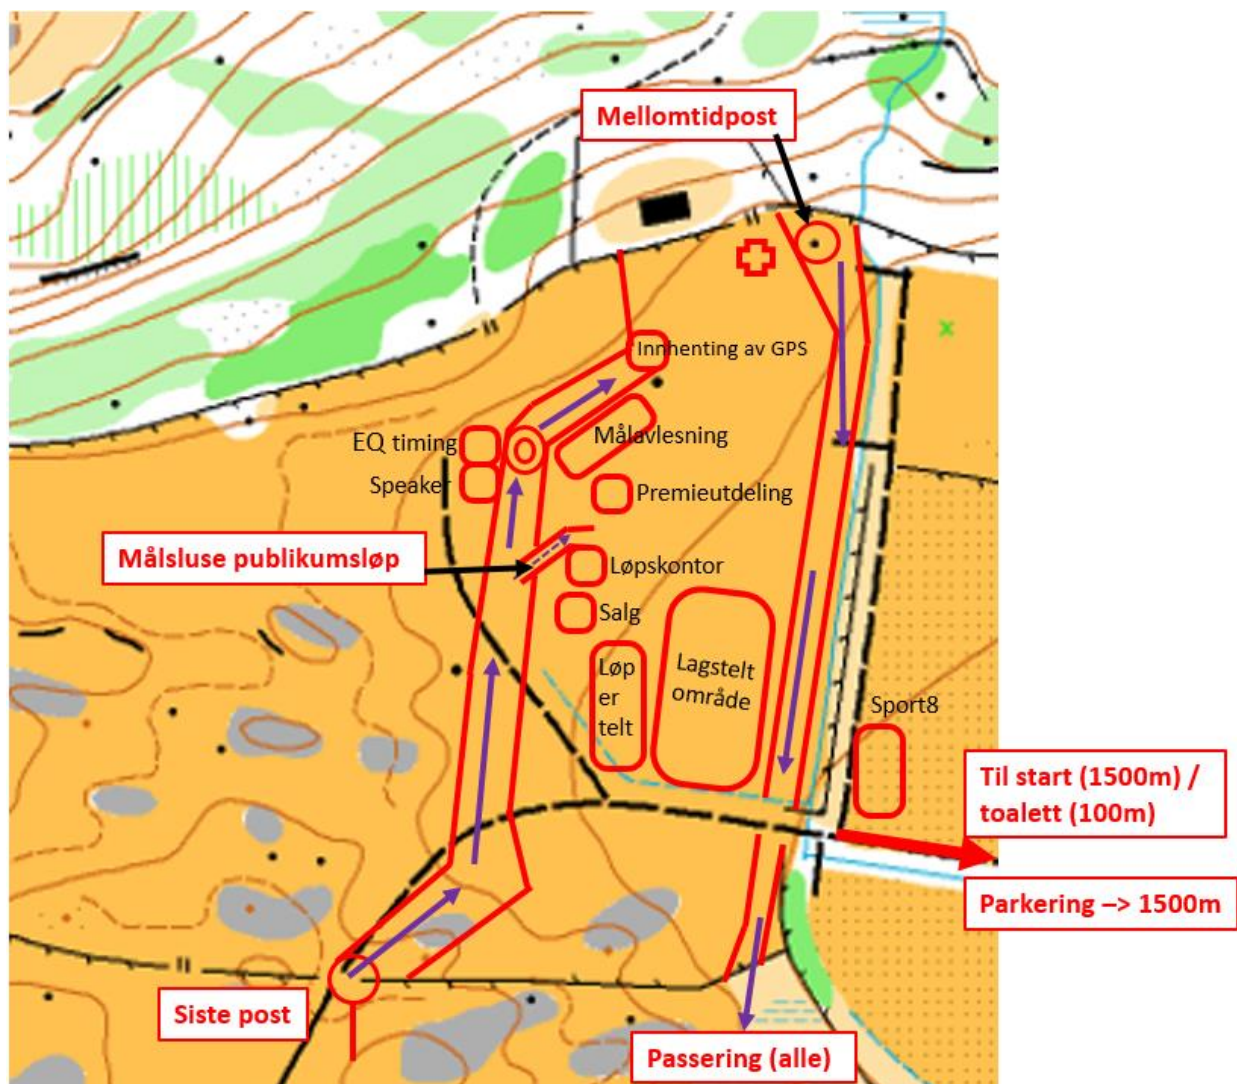 Mellomtidpost
Innhenting av GPS
EQ timing
Målavlesning
Speaker
Premieutdeling
Målsluse publikumsløp
Løpskontor
Salg
Løp
er
telt
Lagstelt
område
Sport8
Til start (1500m) /
toalett (100m)
Parkering –> 1500m
Siste post
Passering (alle)